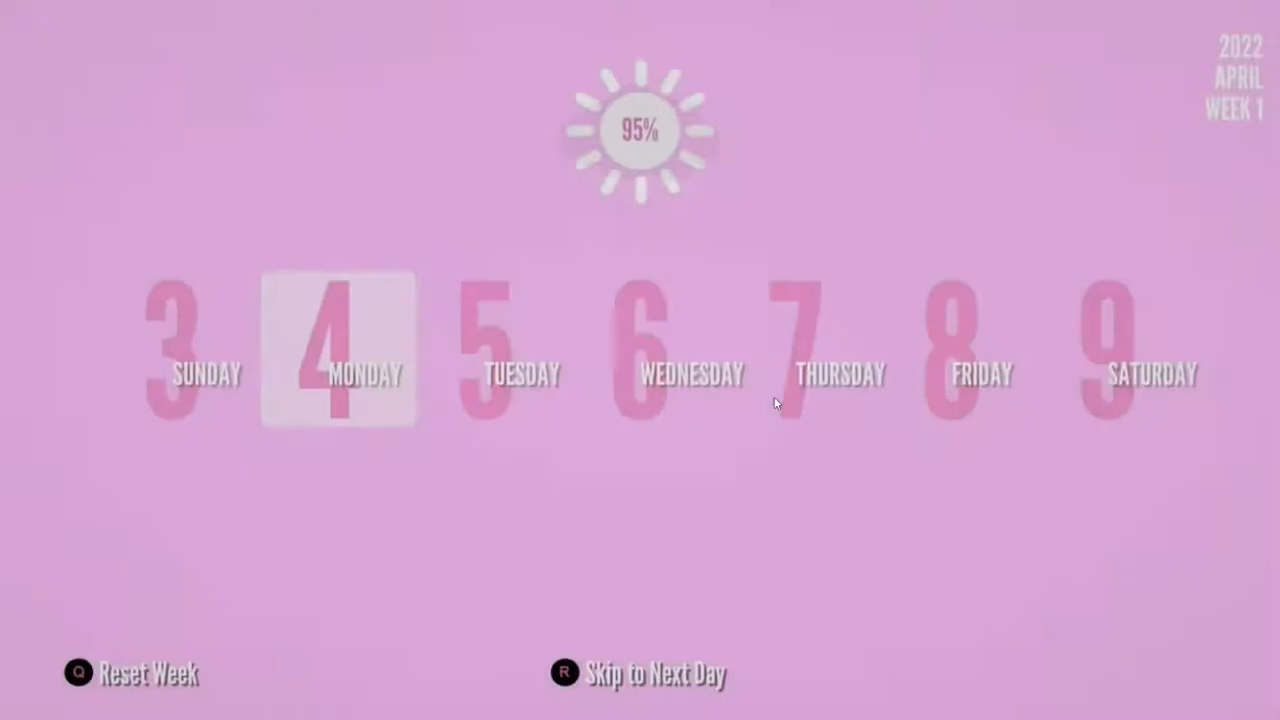 2022
APRIL
WEEK 1
95%
3 SUNDAY
4 MONDAY
5 TUESDAY
6 WEDNESDAY
7 THURSDAY
8 FRIDAY
9 SATURDAY
Q Reset Week
R Skip to Next Day